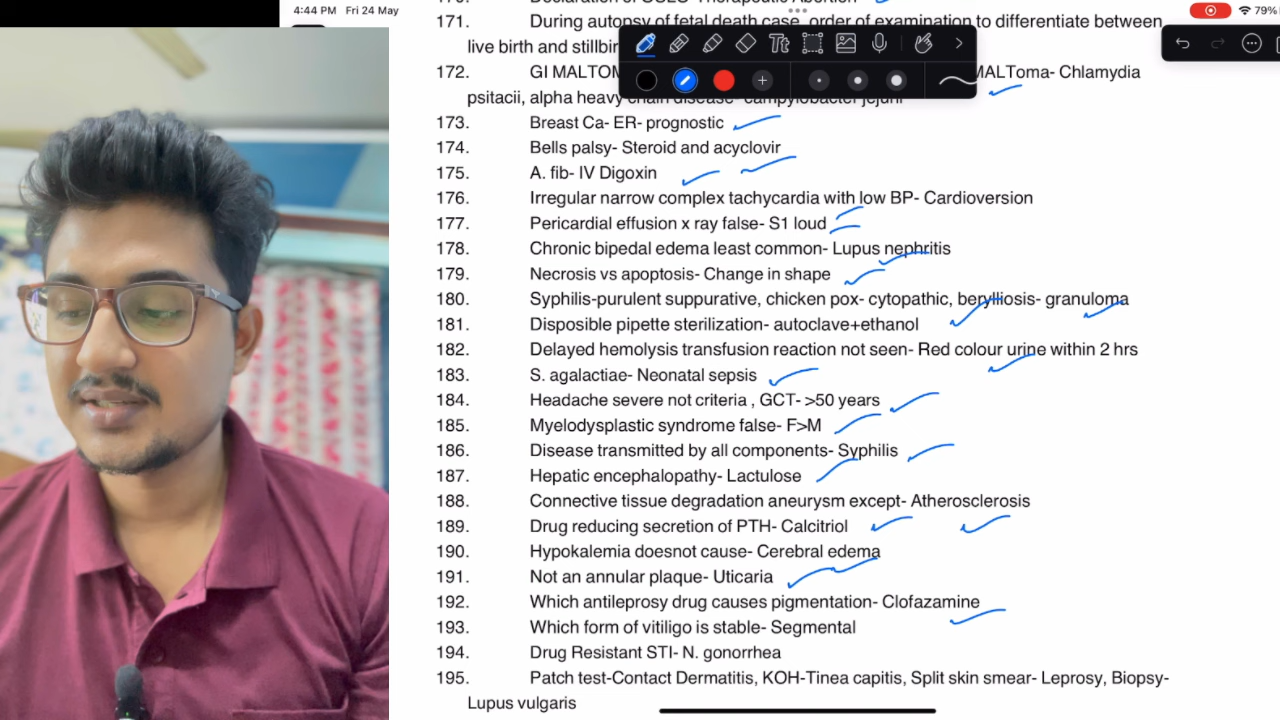 4:44 PM Fri 24 May
79%
171. During autopsy of fetal death case, order of examination to differentiate between
live birth and stillbir
172. GI MALTOM MALToma- Chlamydia
psitacii, alpha heavy chain disease- campylobacter jejuni
173. Breast Ca- ER- prognostic
174. Bells palsy- Steroid and acyclovir
175. A. fib- IV Digoxin
176. Irregular narrow complex tachycardia with low BP- Cardioversion
177. Pericardial effusion x ray false- S1 loud
178. Chronic bipedal edema least common- Lupus nephritis
179. Necrosis vs apoptosis- Change in shape
180. Syphilis-purulent suppurative, chicken pox- cytopathic, berylliosis- granuloma
181. Disposible pipette sterilization- autoclave+ethanol
182. Delayed hemolysis transfusion reaction not seen- Red colour urine within 2 hrs
183. S. agalactiae- Neonatal sepsis
184. Headache severe not criteria , GCT- >50 years
185. Myelodysplastic syndrome false- F>M
186. Disease transmitted by all components- Syphilis
187. Hepatic encephalopathy- Lactulose
188. Connective tissue degradation aneurysm except- Atherosclerosis
189. Drug reducing secretion of PTH- Calcitriol
190. Hypokalemia doesnot cause- Cerebral edema
191. Not an annular plaque- Uticaria
192. Which antileprosy drug causes pigmentation- Clofazamine
193. Which form of vitiligo is stable- Segmental
194. Drug Resistant STI- N. gonorrhea
195. Patch test-Contact Dermatitis, KOH-Tinea capitis, Split skin smear- Leprosy, Biopsy-
Lupus vulgaris